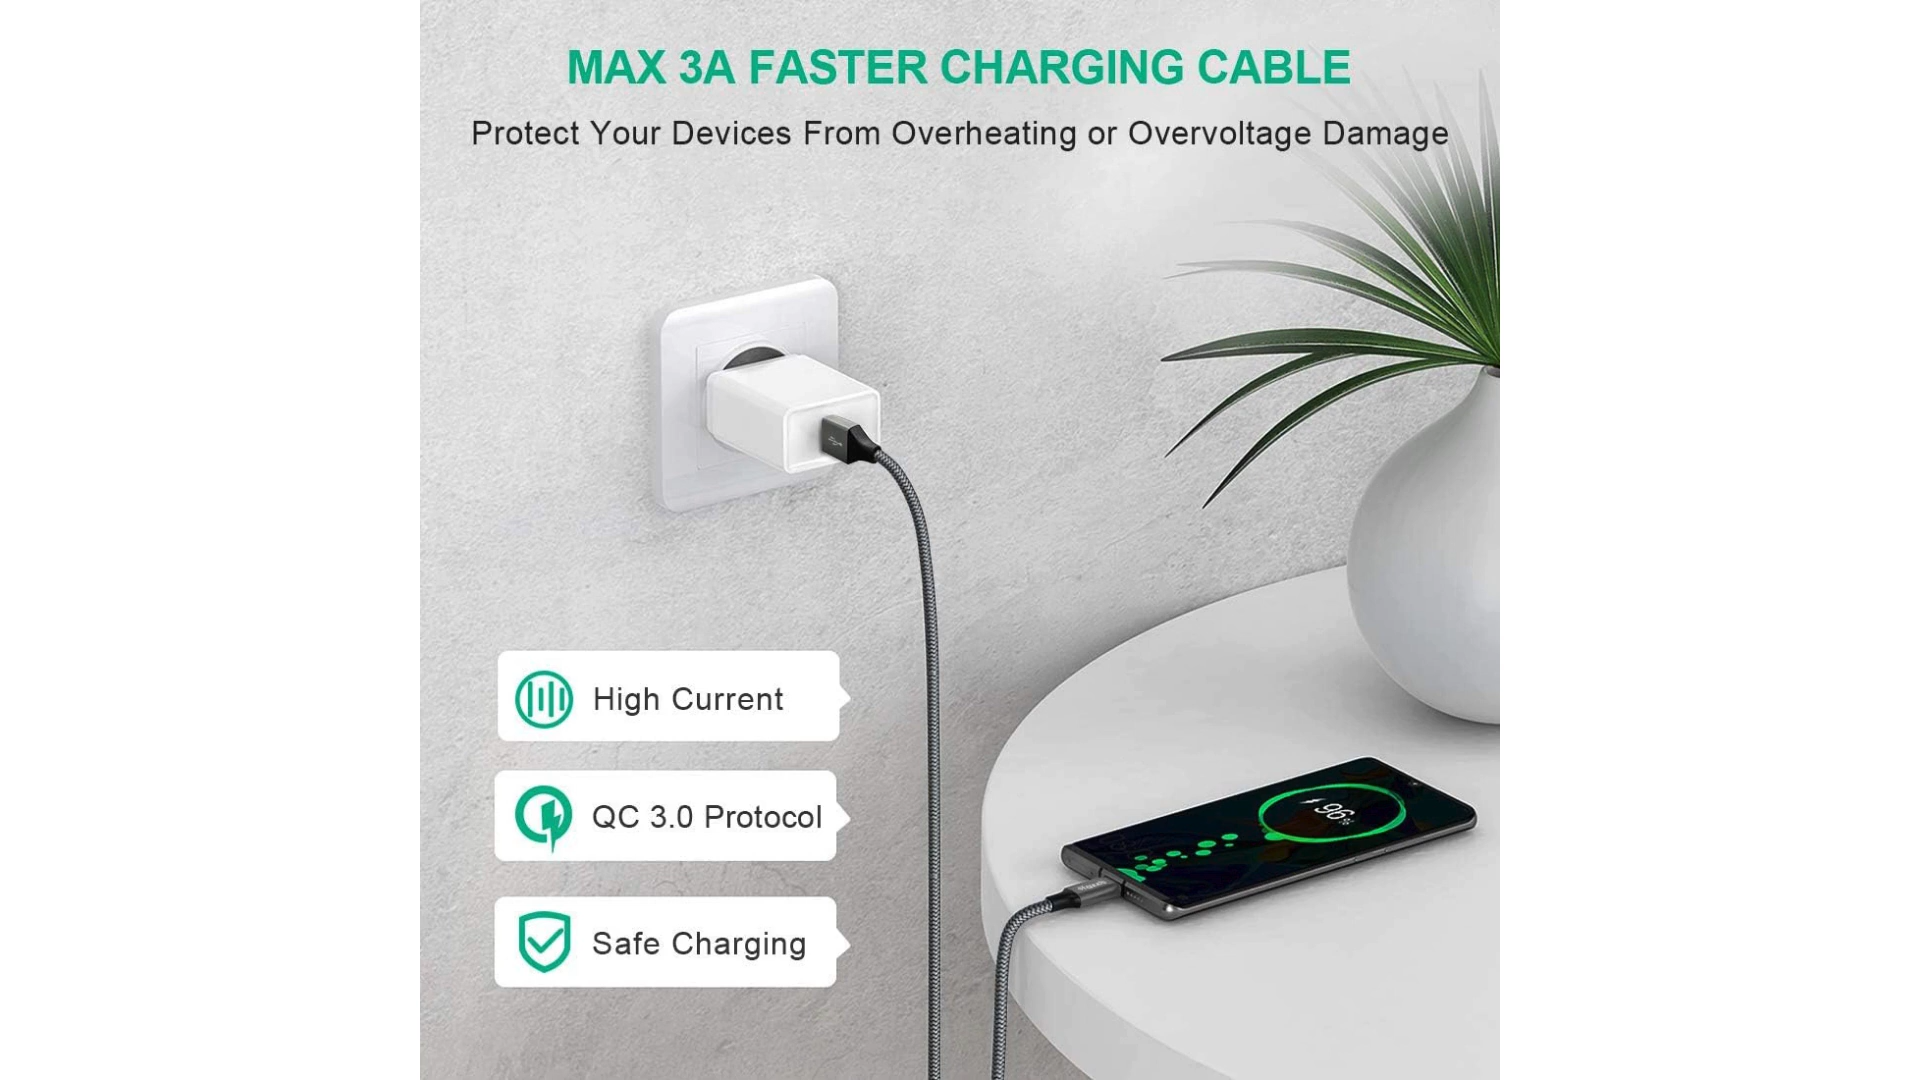 MAX 3A FASTER CHARGING CABLE
Protect Your Devices From Overheating or Overvoltage Damage
High Current
QC 3.0 Protocol
Safe Charging
96%